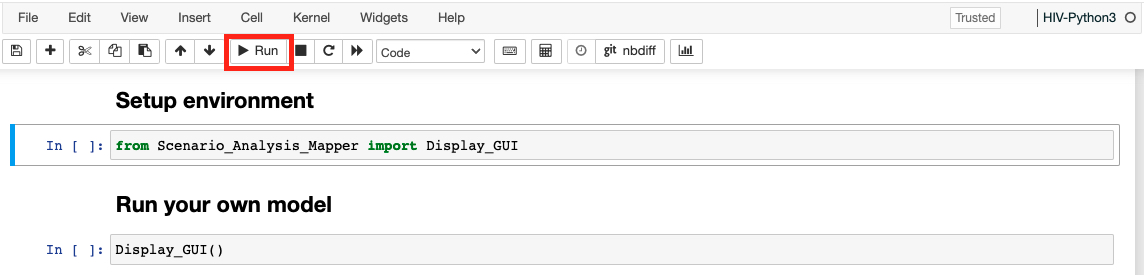 File Edit View Insert Cell Kernel Widgets Help Trusted HIV-Python3
Run Code git nbdiff
Setup environment
In [ ]: from Scenario_Analysis_Mapper import Display_GUI
Run your own model
In [ ]: Display_GUI()